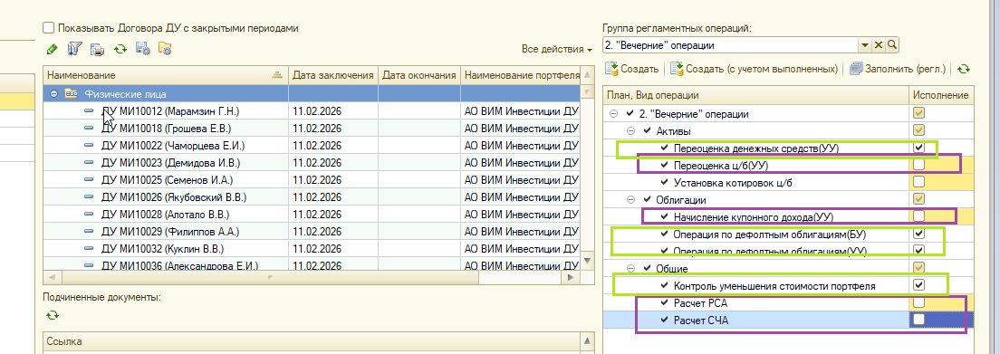 Показывать Договора ДУ с закрытыми периодами
Все действия
Наименование Дата заключения Дата окончания Наименование портфеля
Физические лица
ДУ МИ10012 (Марамзин Г.Н.) 11.02.2026 АО ВИМ Инвестиции ДУ
ДУ МИ10018 (Грошева Е.В.) 11.02.2026 АО ВИМ Инвестиции ДУ
ДУ МИ10022 (Чаморцева Е.И.) 11.02.2026 АО ВИМ Инвестиции ДУ
ДУ МИ10023 (Демидова И.В.) 11.02.2026 АО ВИМ Инвестиции ДУ
ДУ МИ10025 (Семенов И.А.) 11.02.2026 АО ВИМ Инвестиции ДУ
ДУ МИ10026 (Якубовский В.В.) 11.02.2026 АО ВИМ Инвестиции ДУ
ДУ МИ10028 (Алотало В.В.) 11.02.2026 АО ВИМ Инвестиции ДУ
ДУ МИ10029 (Филиппов А.А.) 11.02.2026 АО ВИМ Инвестиции ДУ
ДУ МИ10032 (Куклин В.В.) 11.02.2026 АО ВИМ Инвестиции ДУ
ДУ МИ10036 (Александрова Е.И.) 11.02.2026 АО ВИМ Инвестиции ДУ
Подчиненные документы:
Ссылка
Группа регламентных операций:
2. "Вечерние" операции
Создать Создать (с учетом выполненных) Заполнить (регл.)
План, Вид операции Исполнение
2. "Вечерние" операции
Активы
Переоценка денежных средств(УУ)
Переоценка ц/б(УУ)
Установка котировок ц/б
Облигации
Начисление купонного дохода(УУ)
Операция по дефолтным облигациям(БУ)
Операция по дефолтным облигациям(УУ)
Общие
Контроль уменьшения стоимости портфеля
Расчет РСА
Расчет СЧА